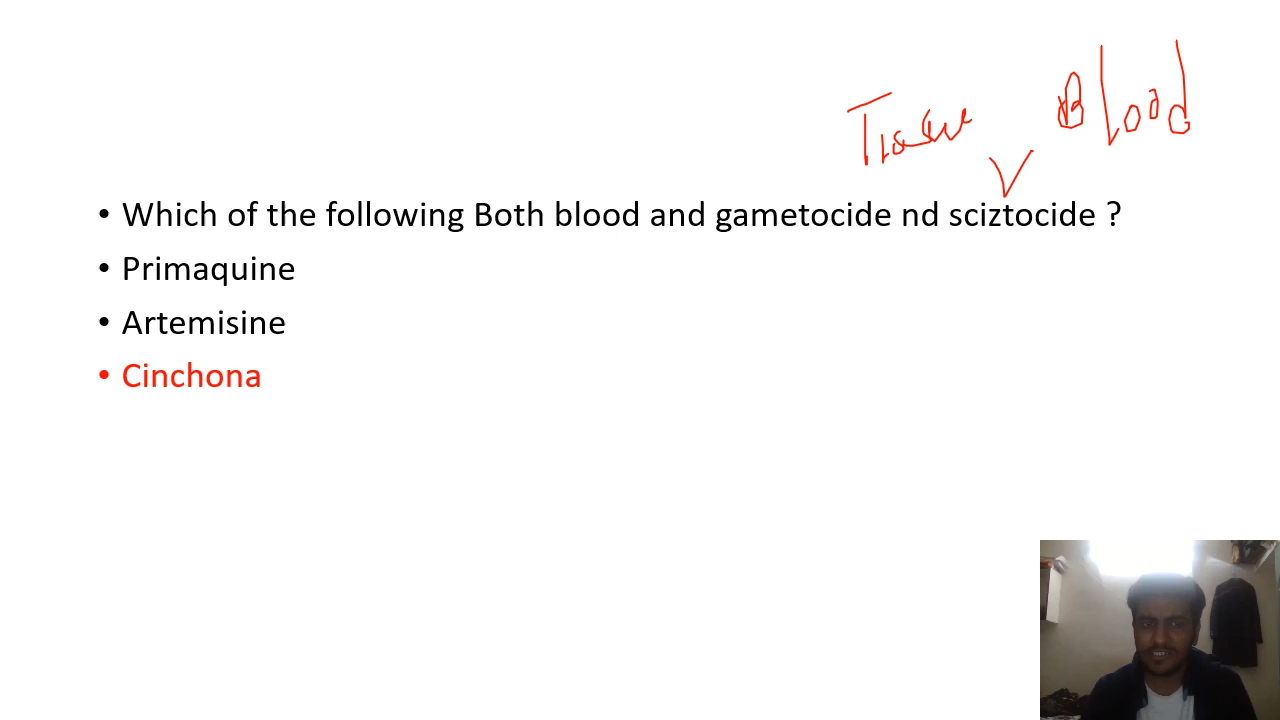 Tissue Blood
• Which of the following Both blood and gametocide nd sciztocide ?
• Primaquine
• Artemisine
• Cinchona